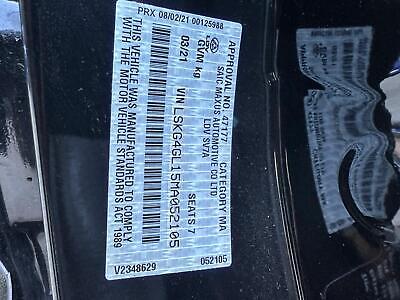 PRX 08/02/21 00125988
APPROVAL NO 47177 CATEGORY MA
SAIC MAXUS AUTOMOTIVE CO LTD
LDV SV7A
LDV
03/21 GVM kg SEATS 7
VIN LSKG4GL15MA052105
THIS VEHICLE WAS MANUFACTURED TO
COMPLY WITH THE MOTOR VEHICLE
STANDARDS ACT 1989
V2348629 052105